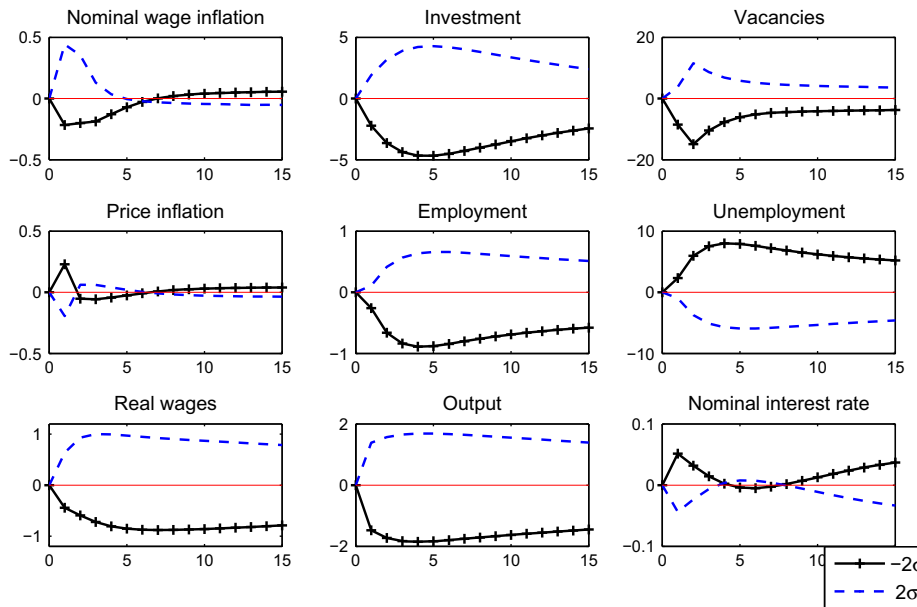 Nominal wage inflation
Investment
Vacancies
0.5
0
−0.5
0 5 10 15
5
0
−5
0 5 10 15
20
0
−20
0 5 10 15
Price inflation
Employment
Unemployment
0.5
0
−0.5
0 5 10 15
1
0
−1
0 5 10 15
10
0
−10
0 5 10 15
Real wages
Output
Nominal interest rate
1
0
−1
0 5 10 15
2
0
−2
0 5 10 15
0.1
0
−0.1
0 5
−2σ
2σ